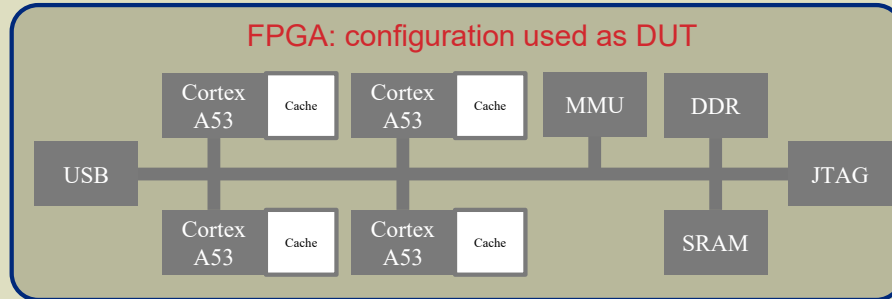 FPGA: configuration used as DUT
Cortex
A53
Cache
Cortex
A53
Cache
MMU
DDR
USB
JTAG
Cortex
A53
Cache
Cortex
A53
Cache
SRAM